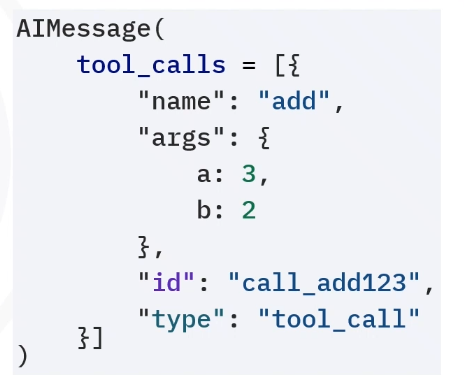 AIMessage(
    tool_calls = [{
        "name": "add",
        "args": {
            a: 3,
            b: 2
        },
        "id": "call_add123",
        "type": "tool_call"
    }]
)